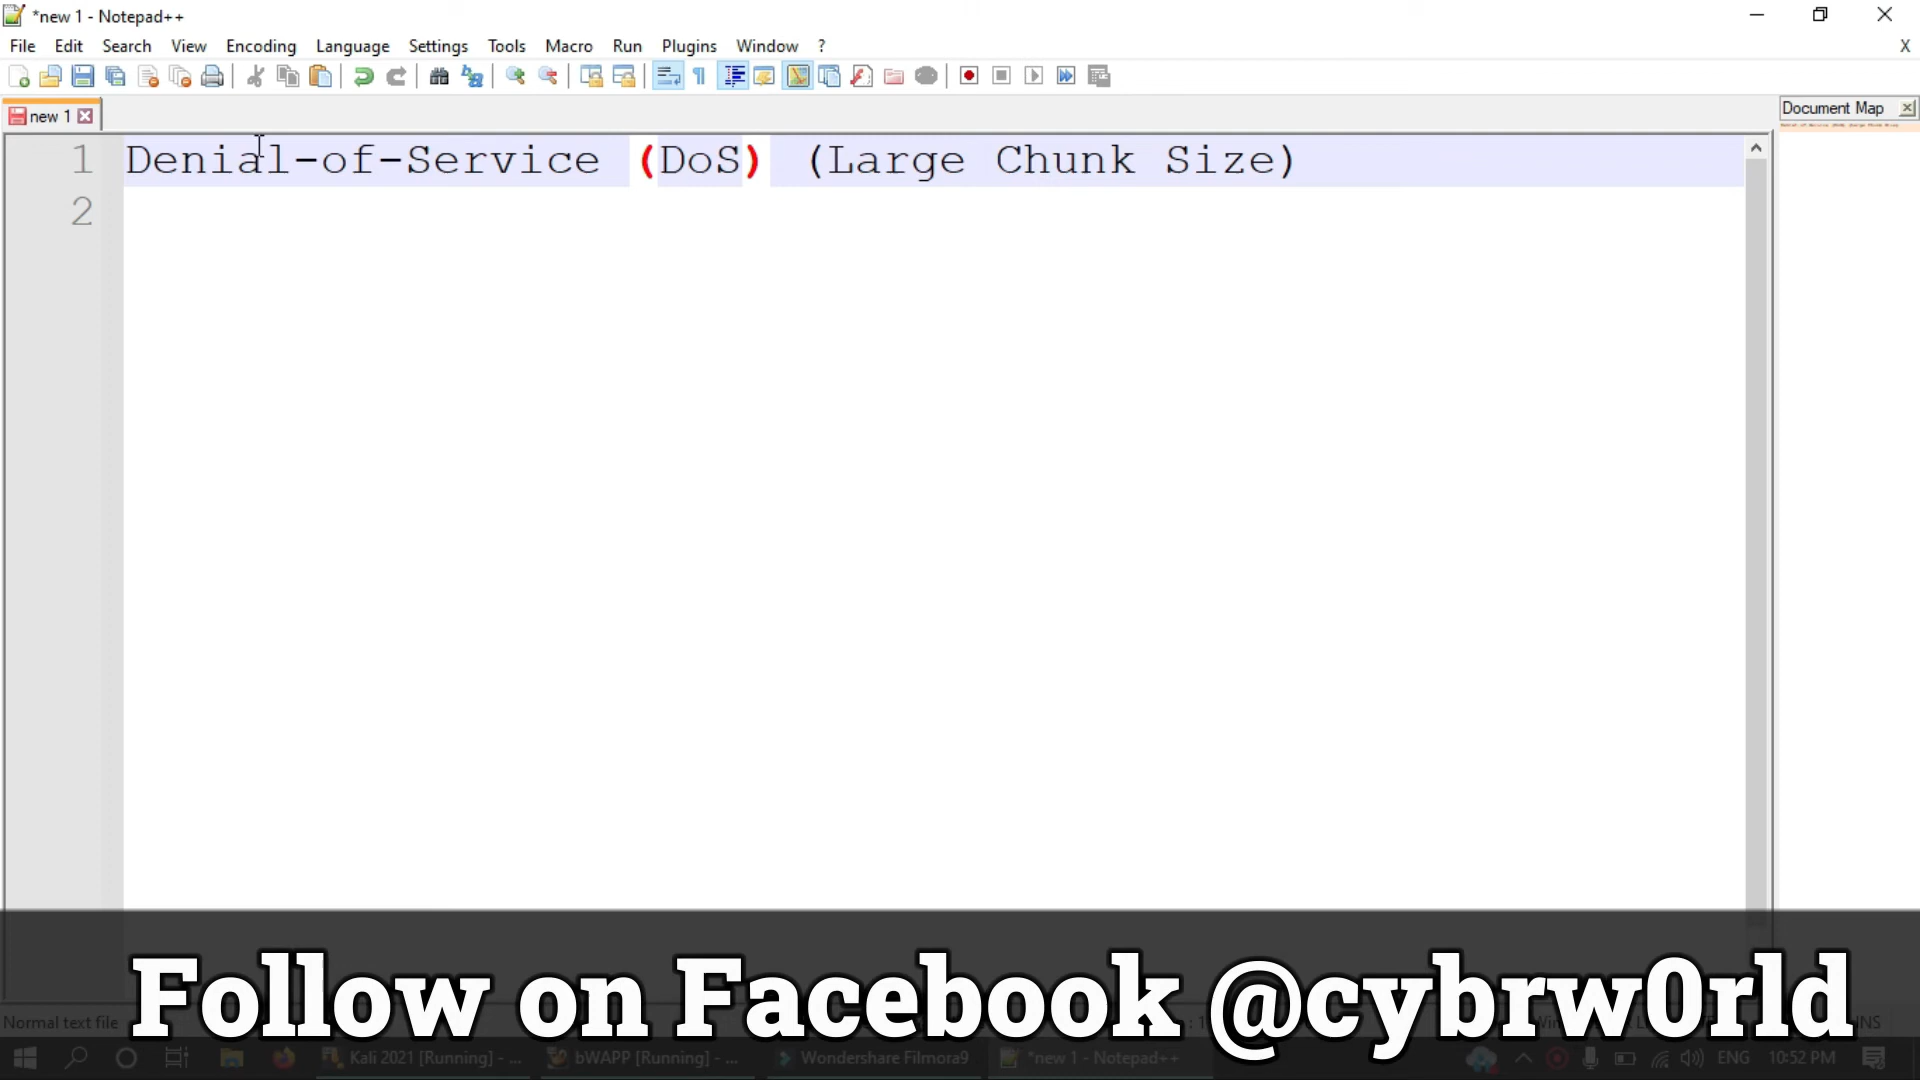 *new 1 - Notepad++
File Edit Search View Encoding Language Settings Tools Macro Run Plugins Window ? X
new 1
Document Map
1 Denial-of-Service (DoS) (Large Chunk Size)
2
Follow on Facebook @cybrw0rld
Normal text file
Kali 2021 [Running] - ... bWAPP [Running] - ... Wondershare Filmora9 *new 1 - Notepad++ ENG 10:52 PM